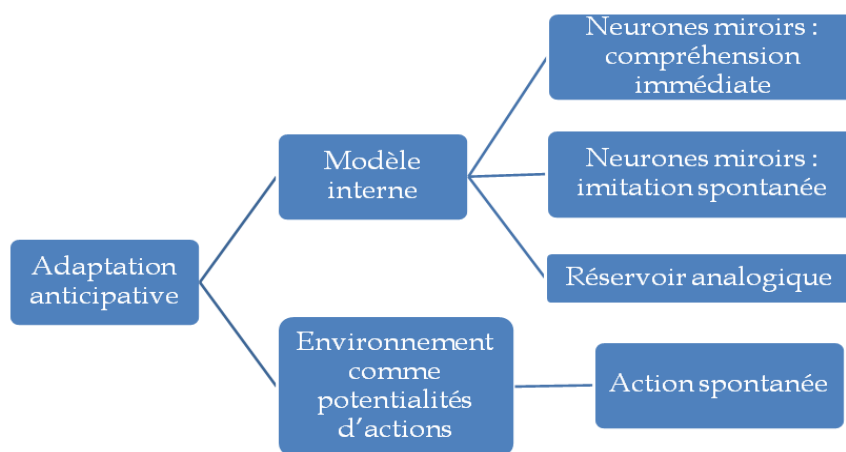 Neurones miroirs :
compréhension
immédiate
Modèle
interne
Neurones miroirs :
imitation spontanée
Adaptation
anticipative
Réservoir analogique
Environnement
comme
potentialités
d'actions
Action spontanée